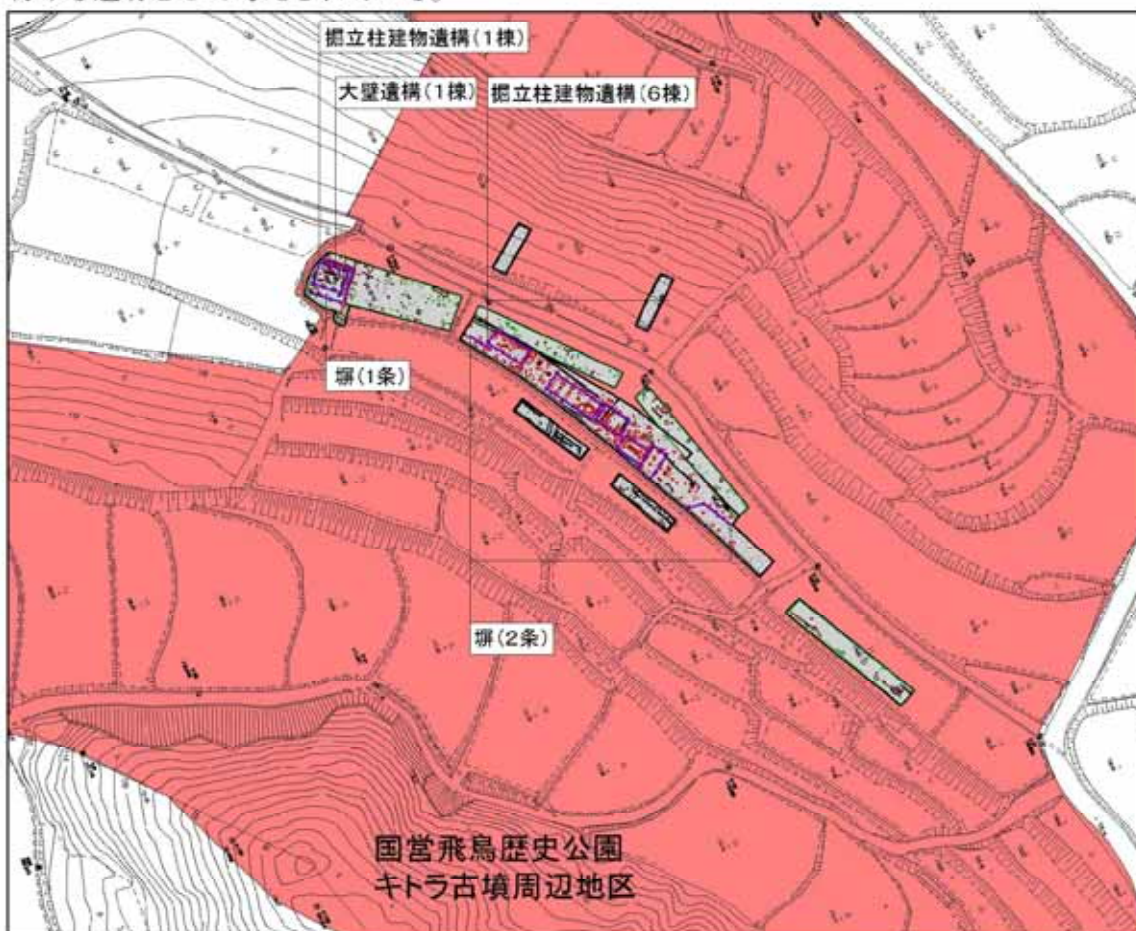 掘立柱建物遺構(1棟)
大壁遺構(1棟)
掘立柱建物遺構(6棟)
塀(1条)
塀(2条)
国営飛鳥歴史公園
キトラ古墳周辺地区